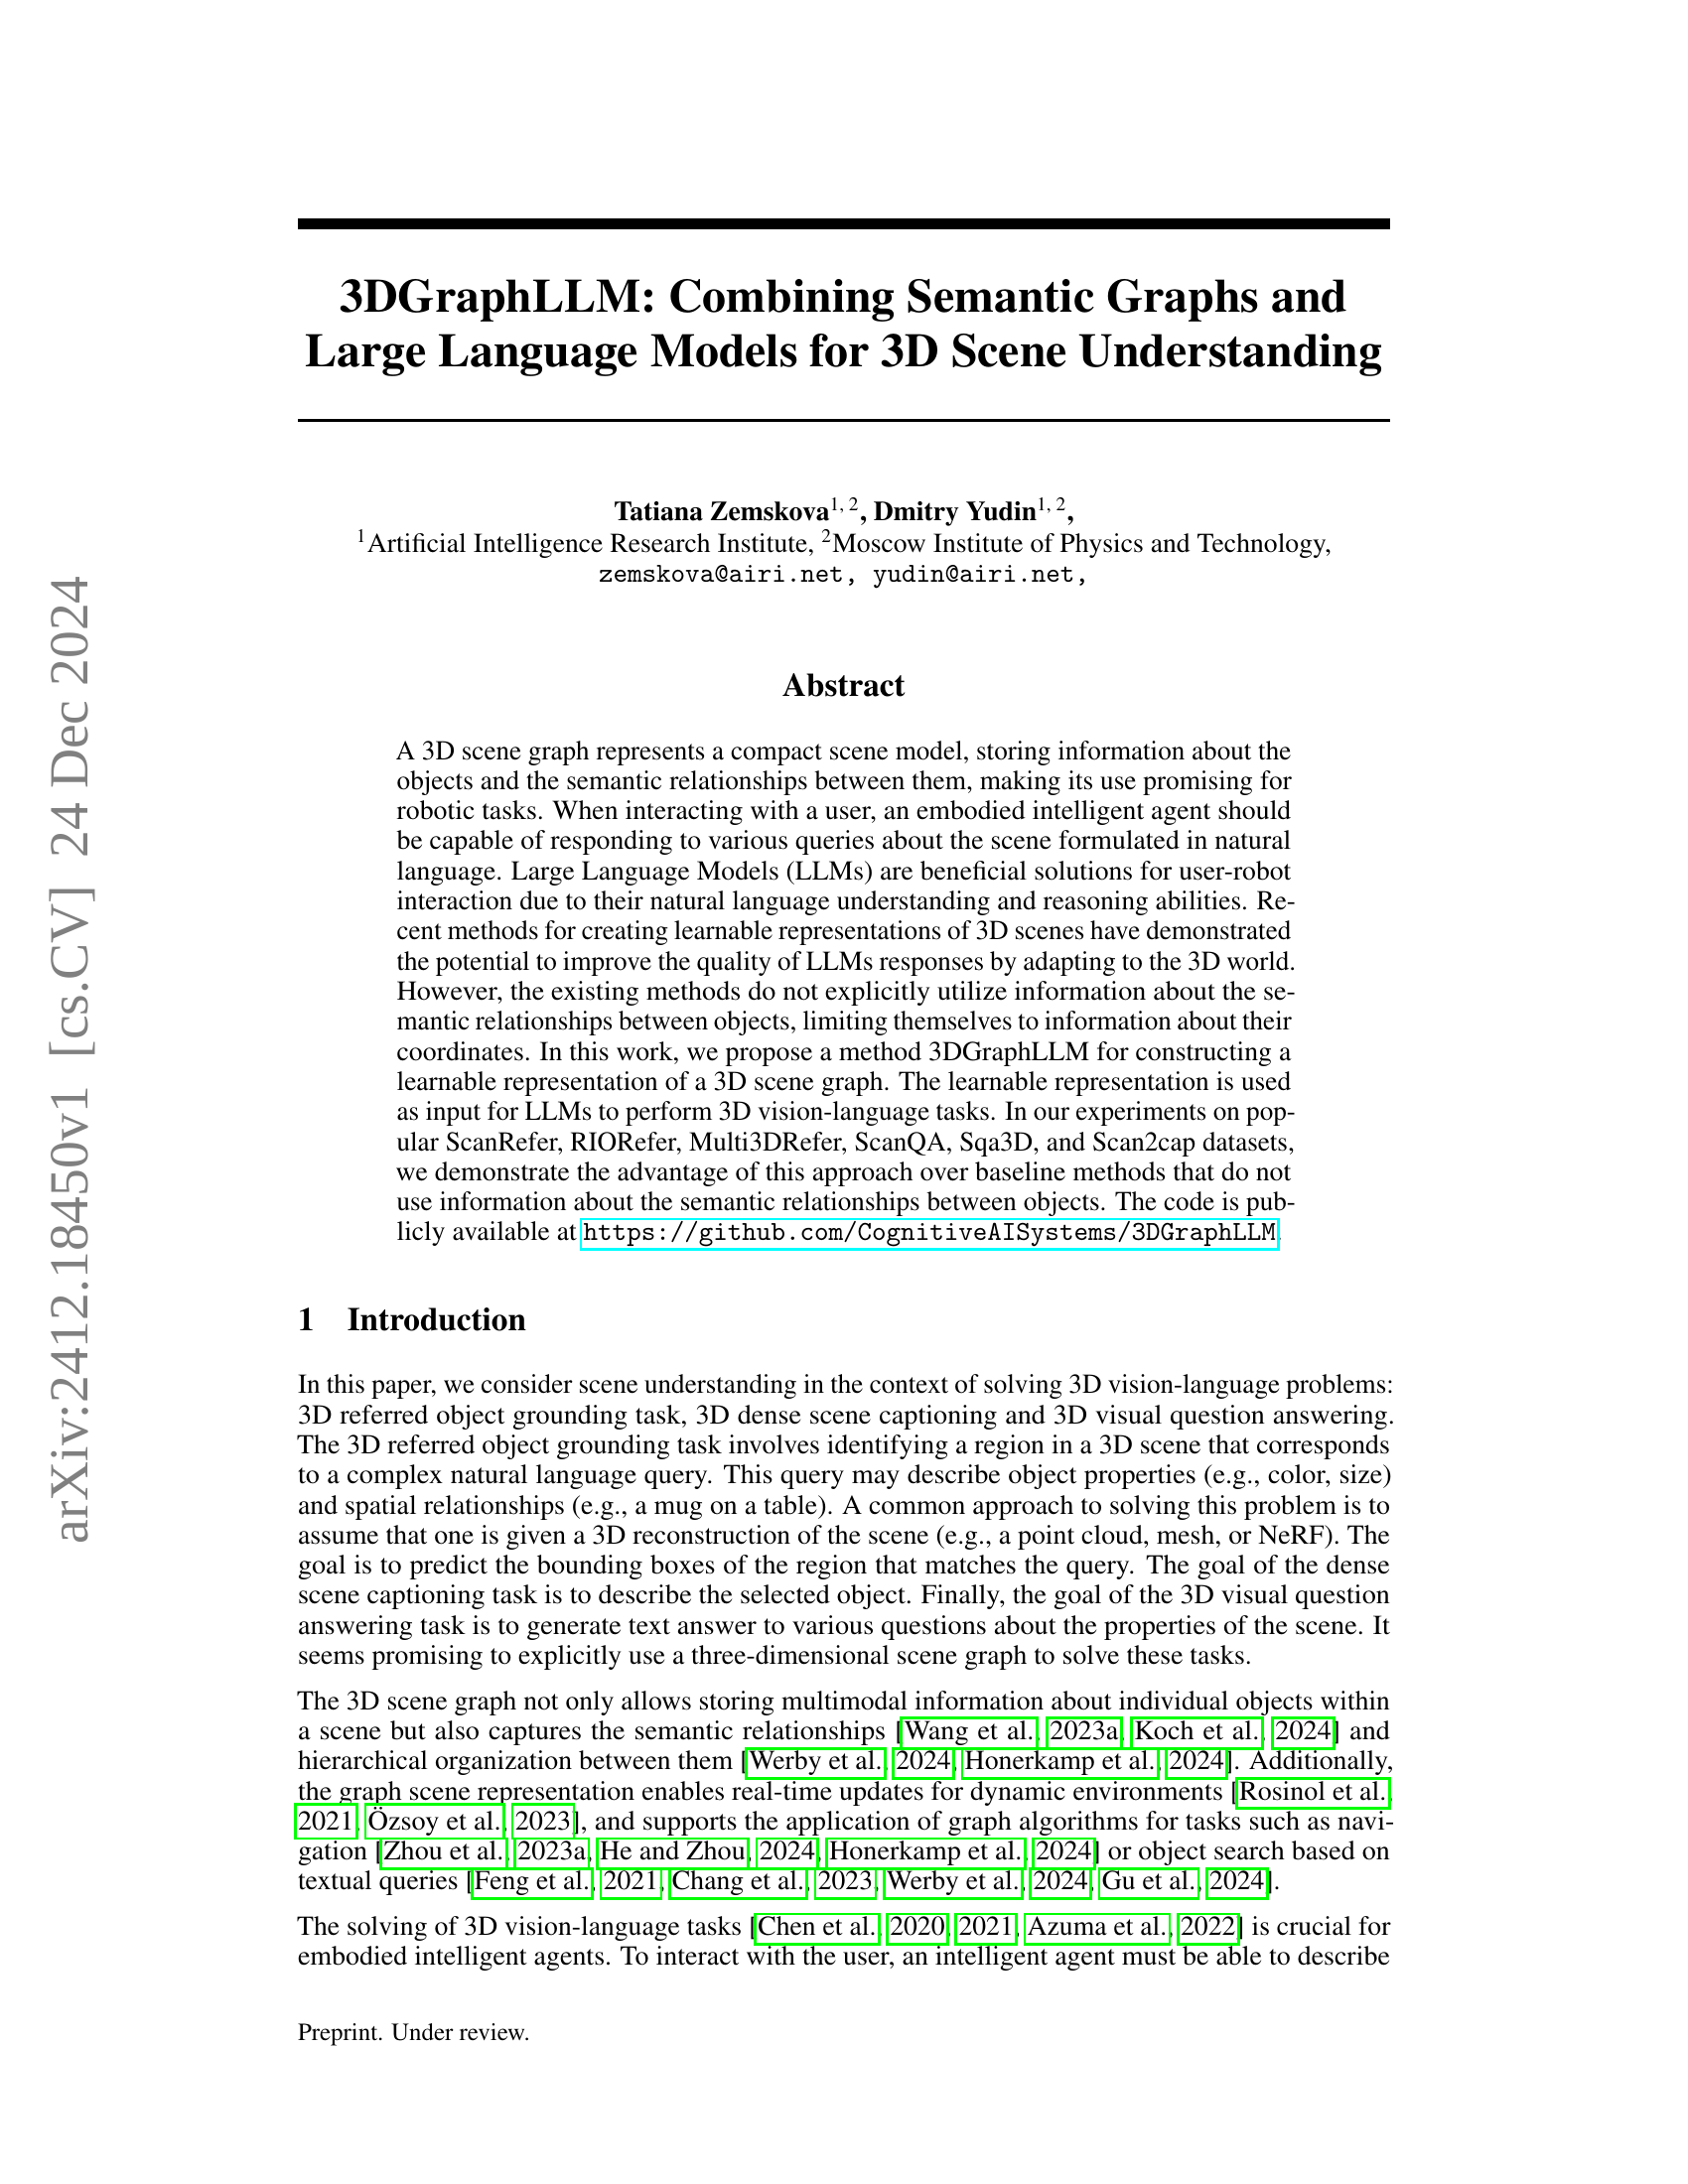 arXiv:2412.18450v1 [cs.CV] 24 Dec 2024
3DGraphLLM: Combining Semantic Graphs and
Large Language Models for 3D Scene Understanding
Tatiana Zemskova1, 2, Dmitry Yudin1, 2,
1Artificial Intelligence Research Institute, 2Moscow Institute of Physics and Technology,
zemskova@airi.net, yudin@airi.net,
Abstract
A 3D scene graph represents a compact scene model, storing information about the
objects and the semantic relationships between them, making its use promising for
robotic tasks. When interacting with a user, an embodied intelligent agent should
be capable of responding to various queries about the scene formulated in natural
language. Large Language Models (LLMs) are beneficial solutions for user-robot
interaction due to their natural language understanding and reasoning abilities. Re-
cent methods for creating learnable representations of 3D scenes have demonstrated
the potential to improve the quality of LLMs responses by adapting to the 3D world.
However, the existing methods do not explicitly utilize information about the se-
mantic relationships between objects, limiting themselves to information about their
coordinates. In this work, we propose a method 3DGraphLLM for constructing a
learnable representation of a 3D scene graph. The learnable representation is used
as input for LLMs to perform 3D vision-language tasks. In our experiments on pop-
ular ScanRefer, RIORefer, Multi3DRefer, ScanQA, Sqa3D, and Scan2cap datasets,
we demonstrate the advantage of this approach over baseline methods that do not
use information about the semantic relationships between objects. The code is pub-
licly available at https://github.com/CognitiveAISystems/3DGraphLLM.
1 Introduction
In this paper, we consider scene understanding in the context of solving 3D vision-language problems:
3D referred object grounding task, 3D dense scene captioning and 3D visual question answering.
The 3D referred object grounding task involves identifying a region in a 3D scene that corresponds
to a complex natural language query. This query may describe object properties (e.g., color, size)
and spatial relationships (e.g., a mug on a table). A common approach to solving this problem is to
assume that one is given a 3D reconstruction of the scene (e.g., a point cloud, mesh, or NeRF). The
goal is to predict the bounding boxes of the region that matches the query. The goal of the dense
scene captioning task is to describe the selected object. Finally, the goal of the 3D visual question
answering task is to generate text answer to various questions about the properties of the scene. It
seems promising to explicitly use a three-dimensional scene graph to solve these tasks.
The 3D scene graph not only allows storing multimodal information about individual objects within
a scene but also captures the semantic relationships [Wang et al., 2023a, Koch et al., 2024] and
hierarchical organization between them [Werby et al., 2024, Honerkamp et al., 2024]. Additionally,
the graph scene representation enables real-time updates for dynamic environments [Rosinol et al.,
2021, Özsoy et al., 2023], and supports the application of graph algorithms for tasks such as navi-
gation [Zhou et al., 2023a, He and Zhou, 2024, Honerkamp et al., 2024] or object search based on
textual queries [Feng et al., 2021, Chang et al., 2023, Werby et al., 2024, Gu et al., 2024].
The solving of 3D vision-language tasks [Chen et al., 2020, 2021, Azuma et al., 2022] is crucial for
embodied intelligent agents. To interact with the user, an intelligent agent must be able to describe
Preprint. Under review.